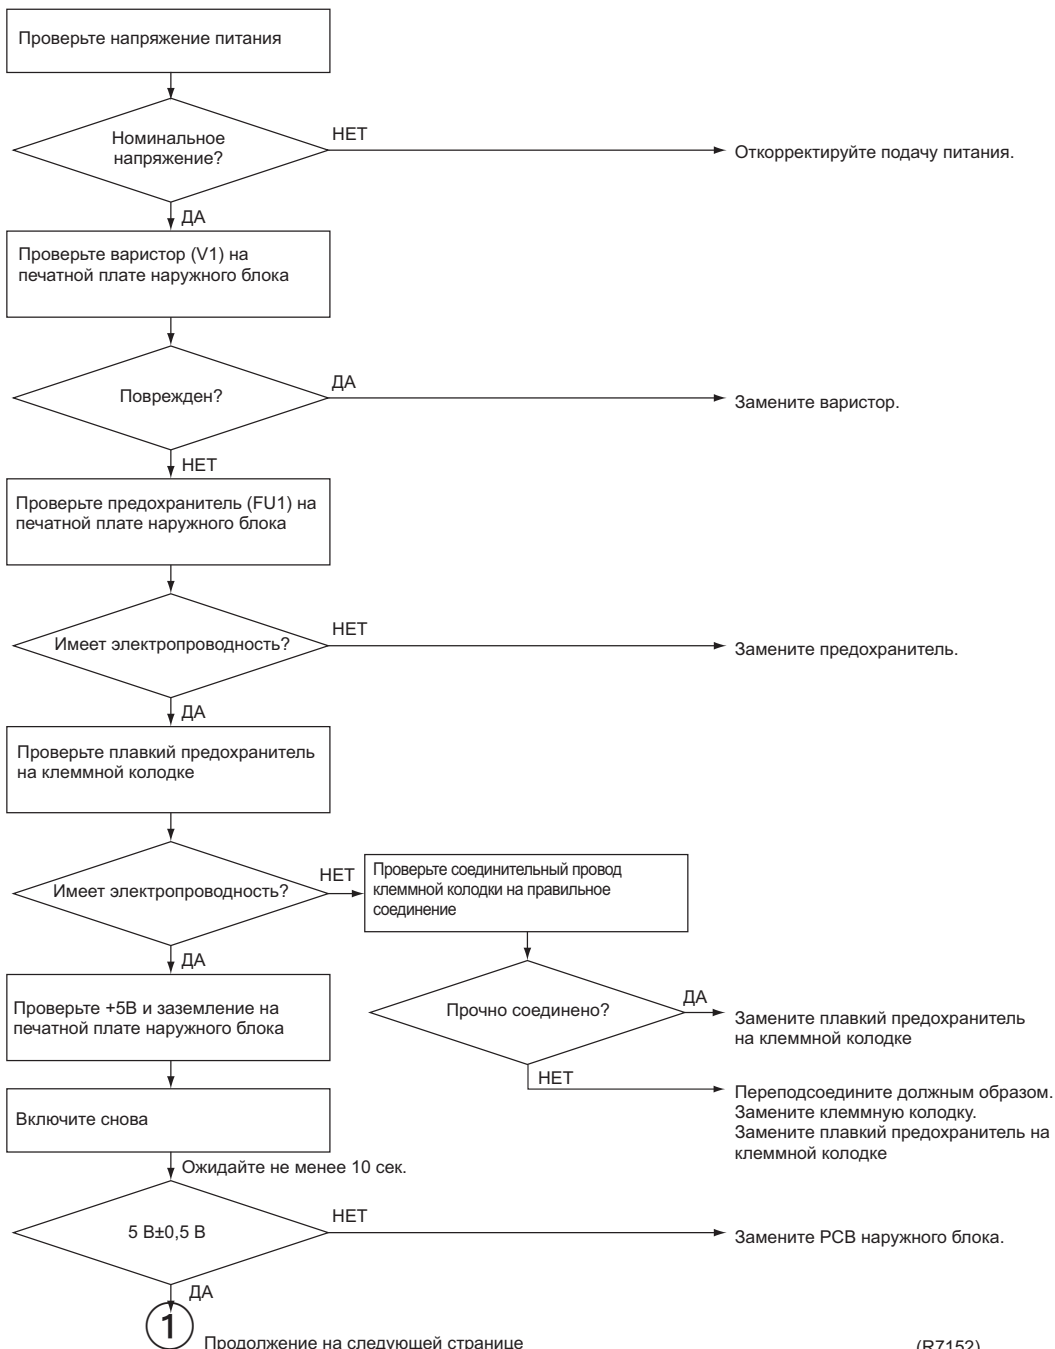 Проверьте напряжение питания
Номинальное
напряжение?
НЕТ
Откорректируйте подачу питания.
ДА
Проверьте варистор (V1) на
печатной плате наружного блока
Поврежден?
ДА
Замените варистор.
НЕТ
Проверьте предохранитель (FU1) на
печатной плате наружного блока
Имеет электропроводность?
НЕТ
Замените предохранитель.
ДА
Проверьте плавкий предохранитель
на клеммной колодке
Имеет электропроводность?
НЕТ
Проверьте соединительный провод
клеммной колодки на правильное
соединение
ДА
Прочно соединено?
ДА
Замените плавкий предохранитель
на клеммной колодке
НЕТ
Переподсоедините должным образом.
Замените клеммную колодку.
Замените плавкий предохранитель на
клеммной колодке
Проверьте +5В и заземление на
печатной плате наружного блока
Включите снова
Ожидайте не менее 10 сек.
5 В±0,5 В
НЕТ
Замените PCB наружного блока.
ДА
1
Продолжение на следующей странице
(R7152)